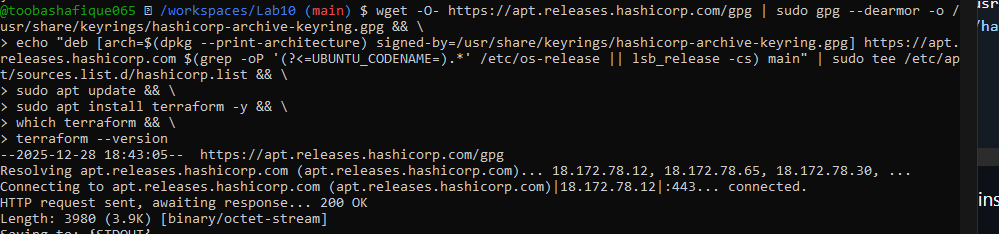 @toobashafique065 /workspaces/Lab10 (main) $ wget -O- https://apt.releases.hashicorp.com/gpg | sudo gpg --dearmor -o /
usr/share/keyrings/hashicorp-archive-keyring.gpg && \
> echo "deb [arch=$(dpkg --print-architecture) signed-by=/usr/share/keyrings/hashicorp-archive-keyring.gpg] https://apt.
releases.hashicorp.com $(grep -oP '(?<=UBUNTU_CODENAME=).*' /etc/os-release || lsb_release -cs) main" | sudo tee /etc/ap
t/sources.list.d/hashicorp.list && \
> sudo apt update && \
> sudo apt install terraform -y && \
> which terraform && \
> terraform --version
--2025-12-28 18:43:05-- https://apt.releases.hashicorp.com/gpg
Resolving apt.releases.hashicorp.com (apt.releases.hashicorp.com)... 18.172.78.12, 18.172.78.65, 18.172.78.30, ...
Connecting to apt.releases.hashicorp.com (apt.releases.hashicorp.com)|18.172.78.12|:443... connected.
HTTP request sent, awaiting response... 200 OK
Length: 3980 (3.9K) [binary/octet-stream]
Saving to: 'STDOUT'